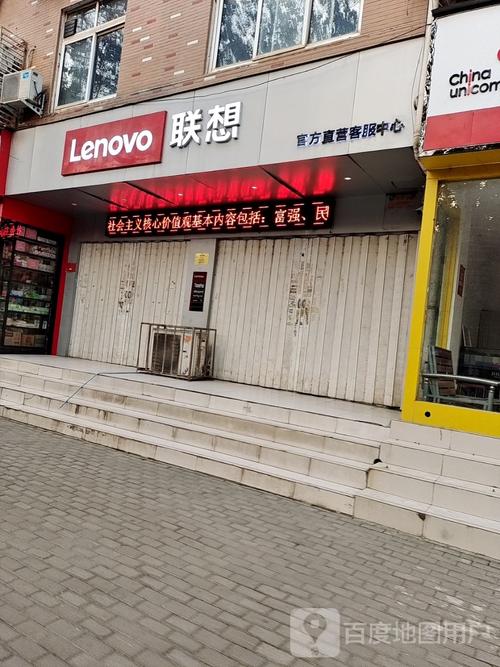 Lenovo 联想
官方直营客服中心
China
unicom
社会主义核心价值观基本内容包括：富强、民
百度地图用户